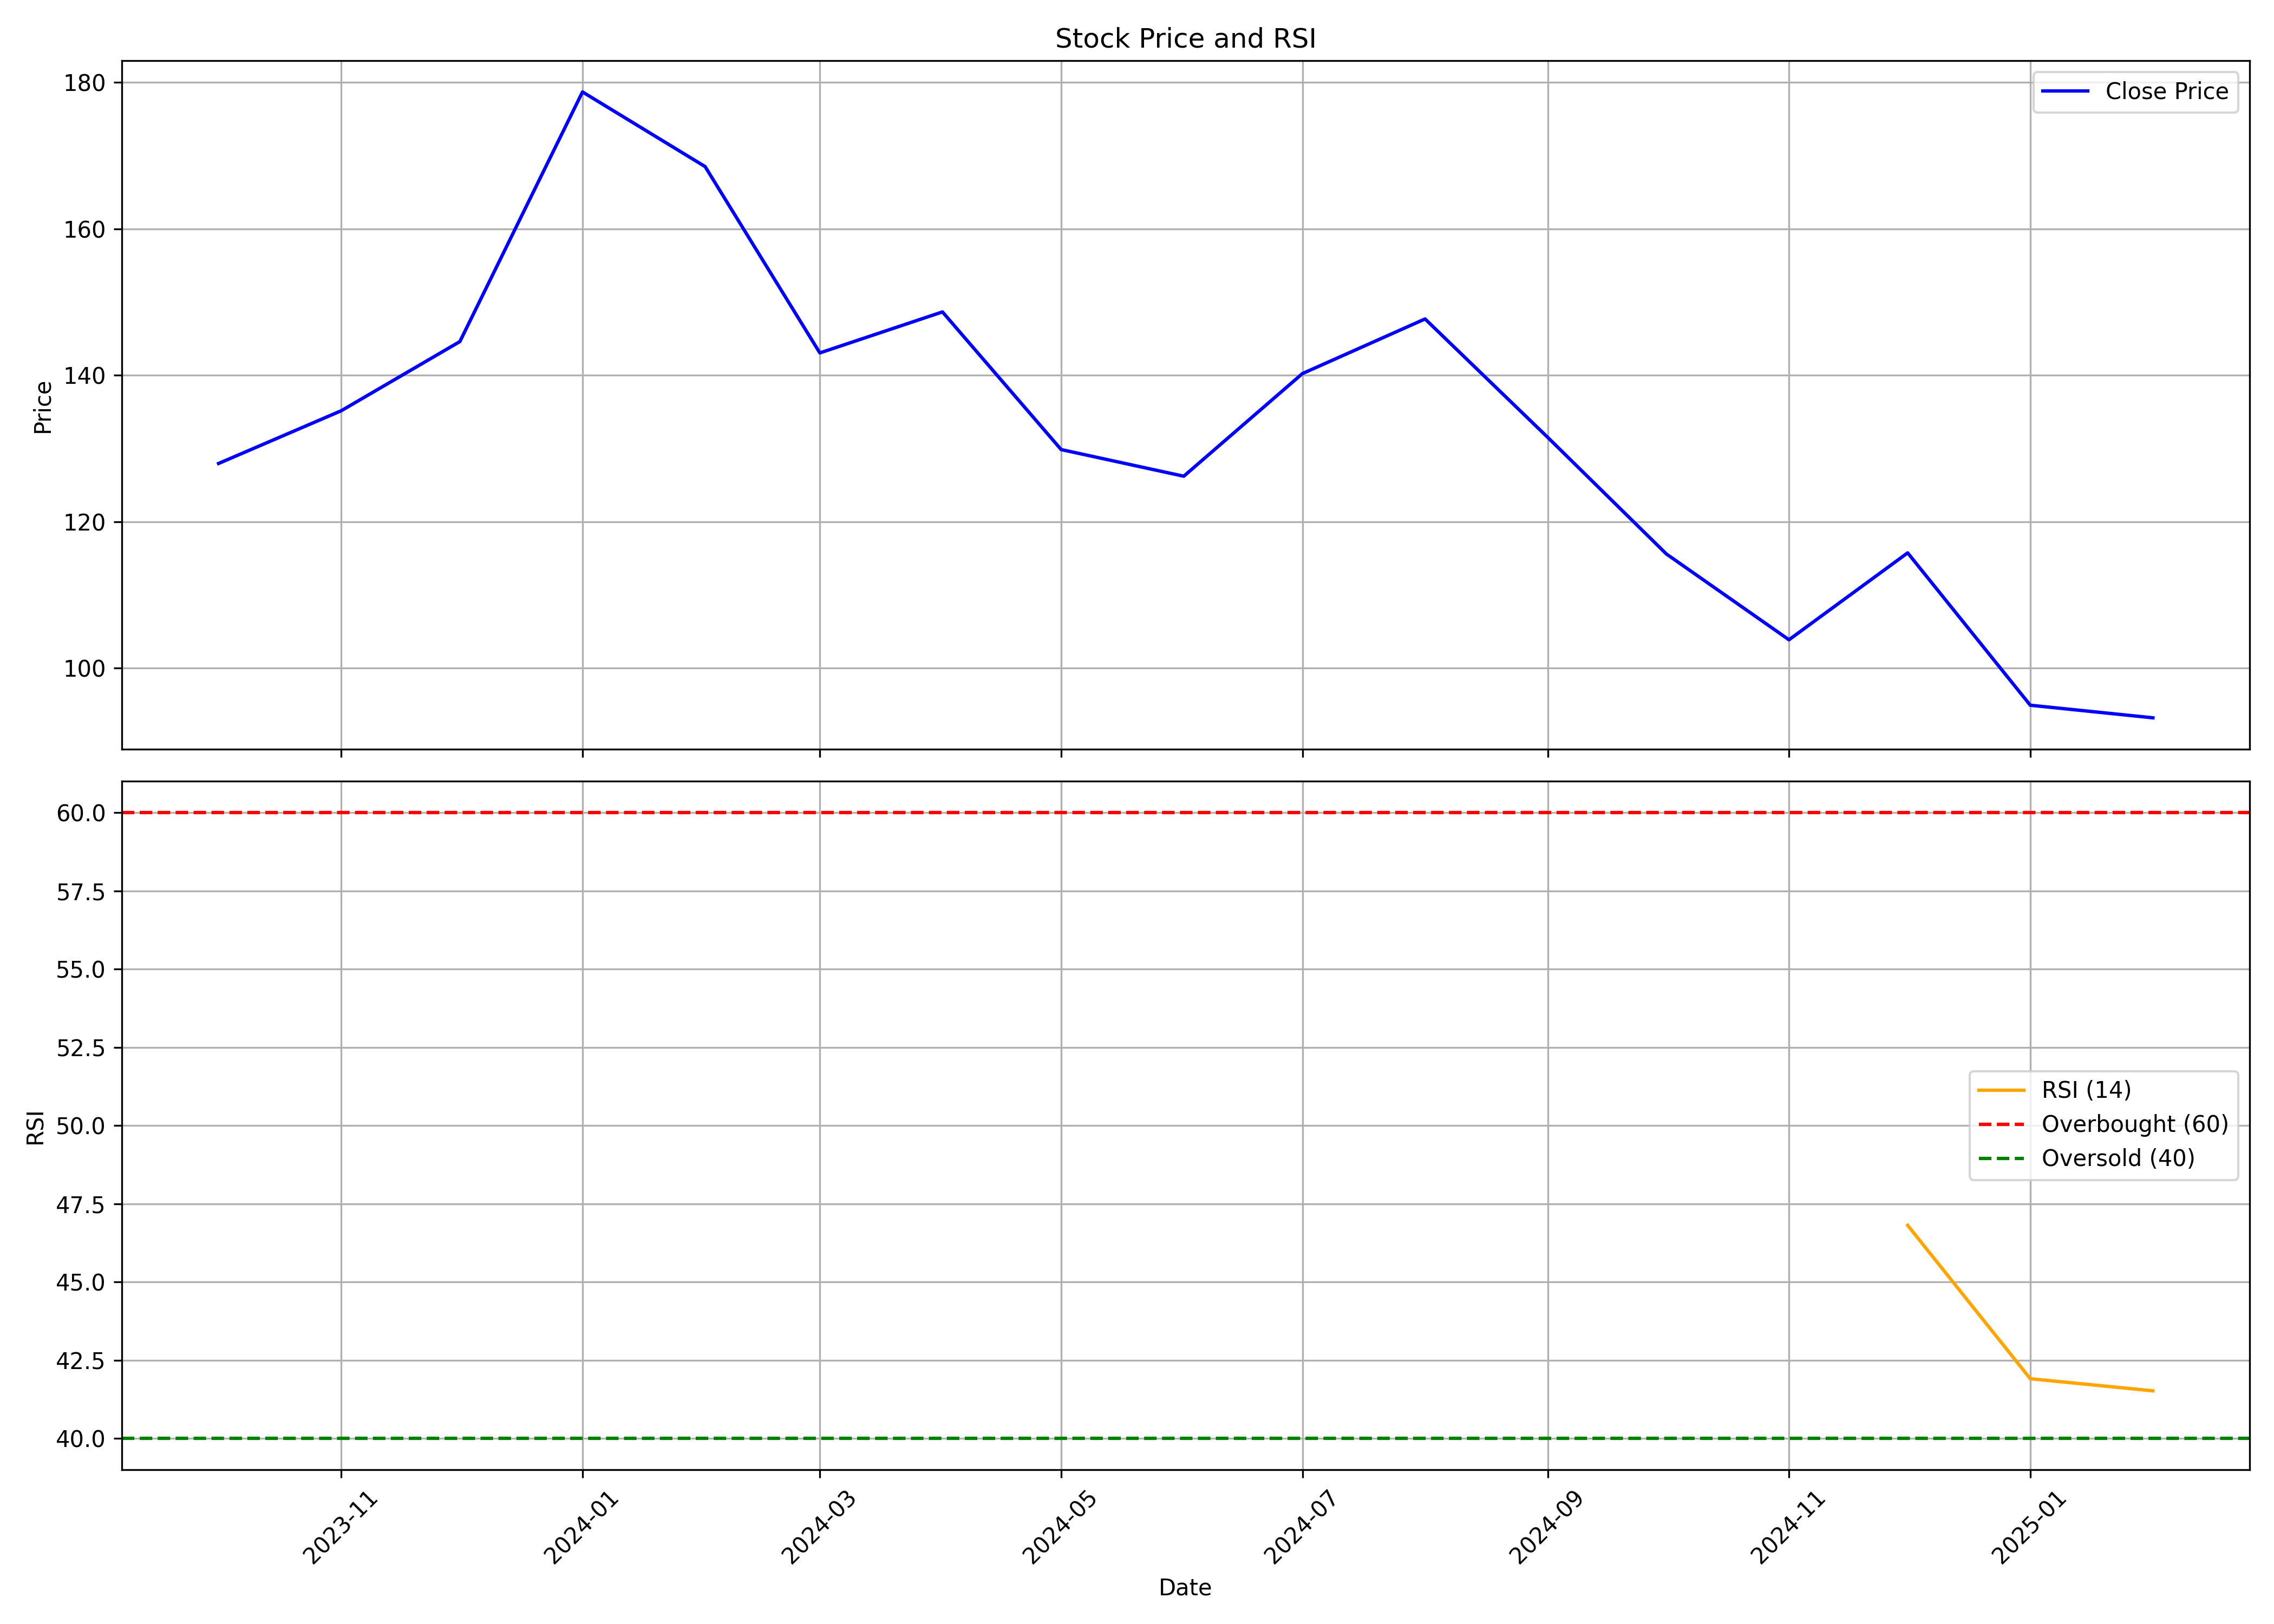 Stock Price and RSI
180
160
140
120
100
Price
Close Price
60.0
57.5
55.0
52.5
50.0
47.5
45.0
42.5
40.0
RSI
RSI (14)
Overbought (60)
Oversold (40)
2023-11
2024-01
2024-03
2024-05
2024-07
2024-09
2024-11
2025-01
Date